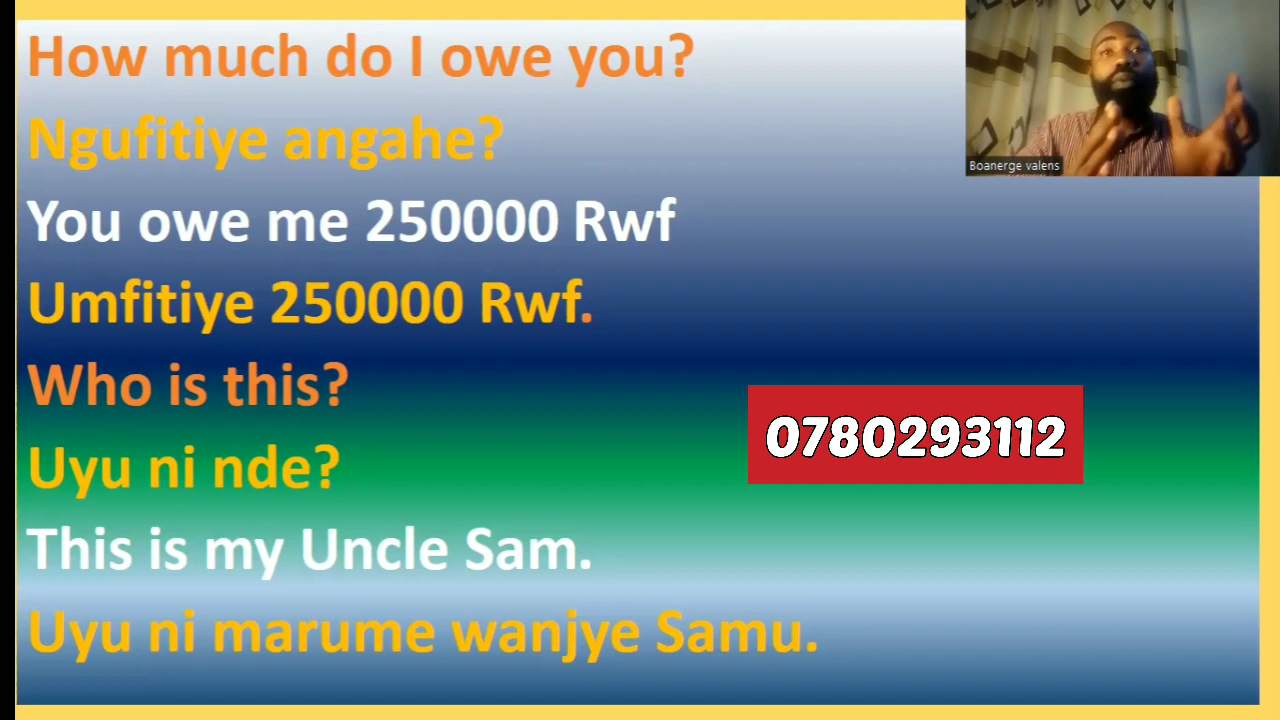 How much do I owe you?
Ngufitiye angahe?
You owe me 250000 Rwf
Umfitiye 250000 Rwf.
Who is this?
Uyu ni nde?
This is my Uncle Sam.
Uyu ni marume wanjye Samu.
Boanerge valens
0780293112